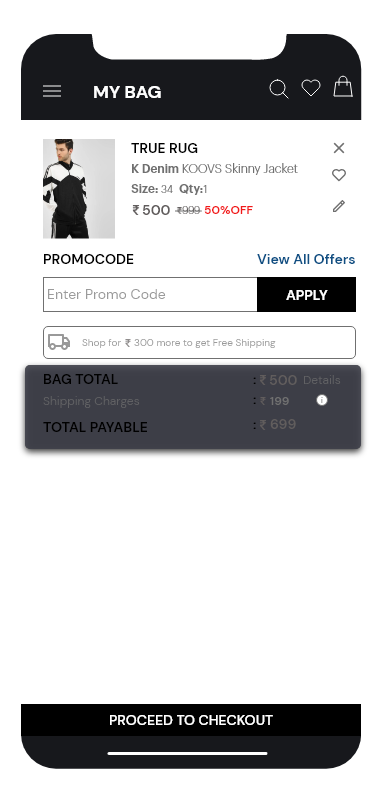 MY BAG
TRUE RUG
K Denim KOOVS Skinny Jacket
Size: 34 Qty:1
₹ 500 ₹999 50%OFF
PROMOCODE View All Offers
Enter Promo Code APPLY
Shop for ₹ 300 more to get Free Shipping
BAG TOTAL : ₹ 500 Details
Shipping Charges : ₹ 199
TOTAL PAYABLE : ₹ 699
PROCEED TO CHECKOUT